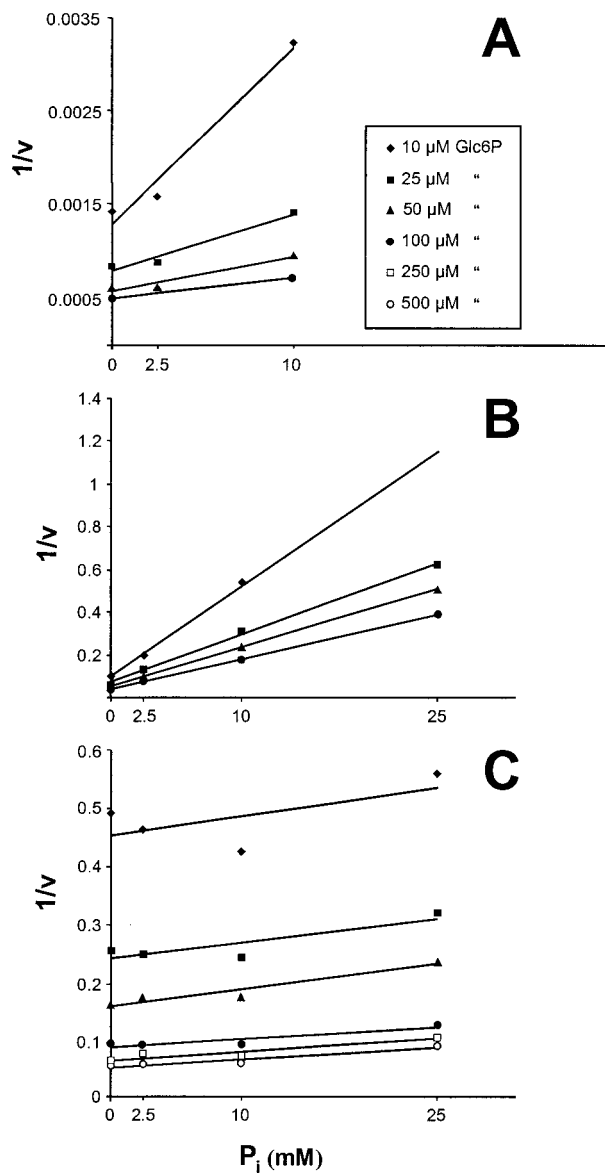 A
0.0035
0.0025
0.0015
0.0005
1/v
0
2.5
10
10 µM Glc6P
25 µM “
50 µM “
100 µM “
250 µM “
500 µM “
B
1.4
1.2
1
0.8
0.6
0.4
0.2
1/v
0
2.5
10
25
C
0.6
0.5
0.4
0.3
0.2
0.1
0
1/v
0
2.5
10
25
Pi (mM)